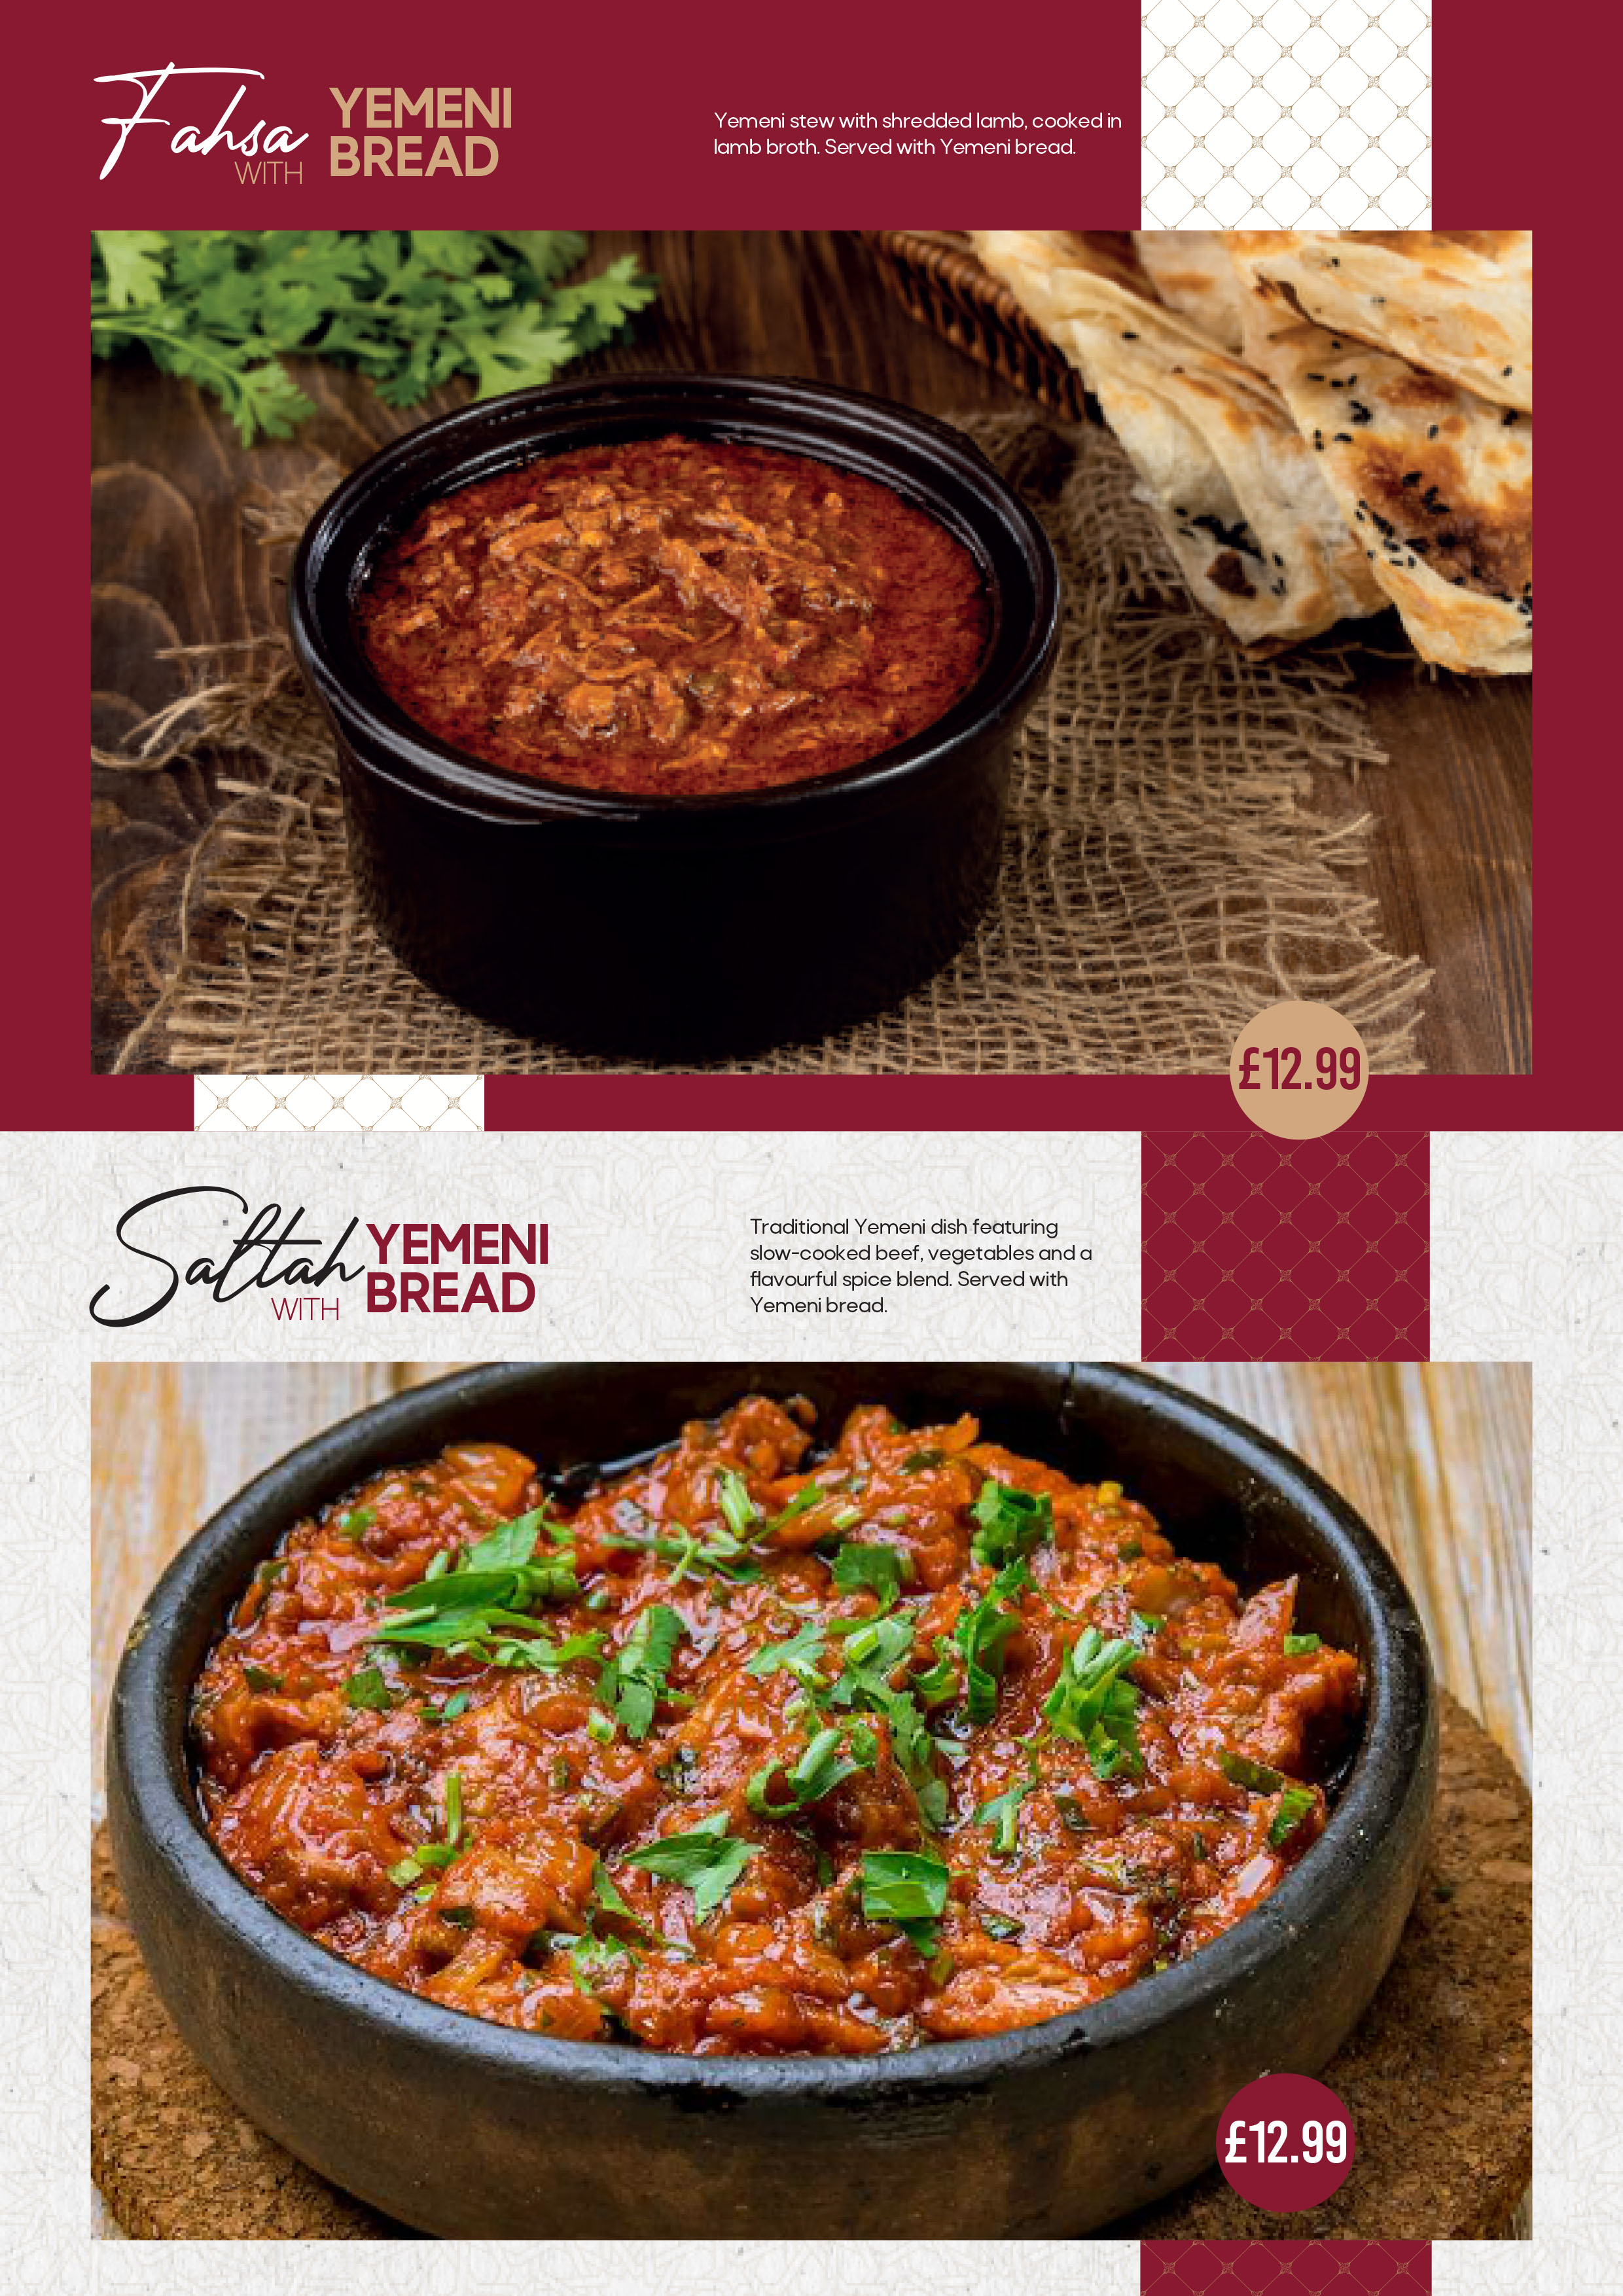 Fahsa
WITH
YEMENI
BREAD
Yemeni stew with shredded lamb, cooked in
lamb broth. Served with Yemeni bread.
£12.99
Saltah
WITH
YEMENI
BREAD
Traditional Yemeni dish featuring
slow-cooked beef, vegetables and a
flavourful spice blend. Served with
Yemeni bread.
£12.99